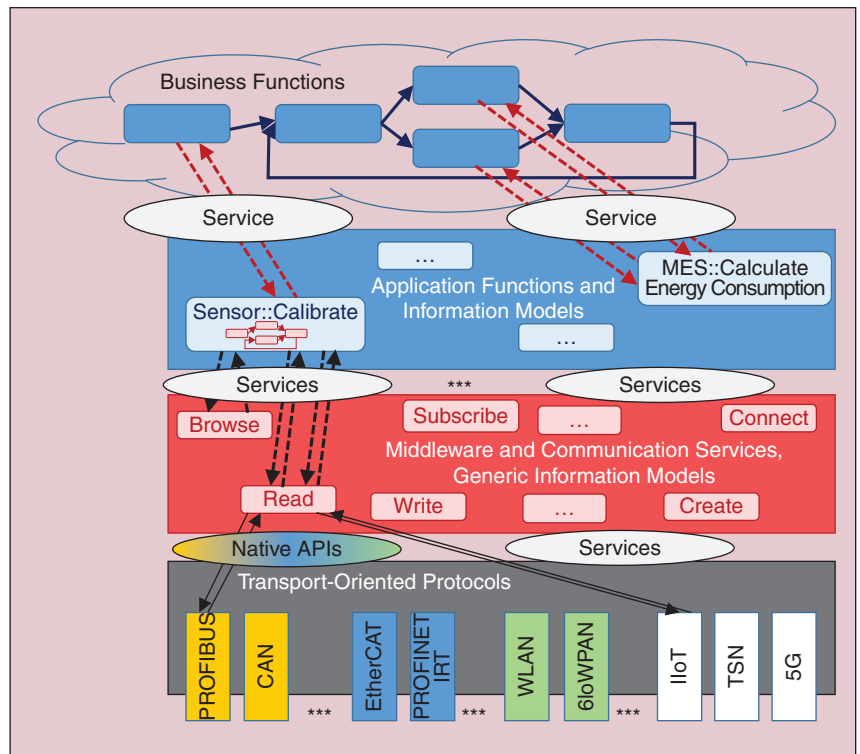 Business Functions
Service
Service
...
MES::Calculate
Energy Consumption
Application Functions and
Information Models
Sensor::Calibrate
...
Services
***
Services
Browse
Subscribe
...
Connect
Middleware and Communication Services,
Generic Information Models
Read
Write
...
Create
Native APIs
Services
Transport-Oriented Protocols
PROFIBUS
CAN
***
EtherCAT
PROFINET
IRT
***
WLAN
6loWPAN
***
IIoT
TSN
5G